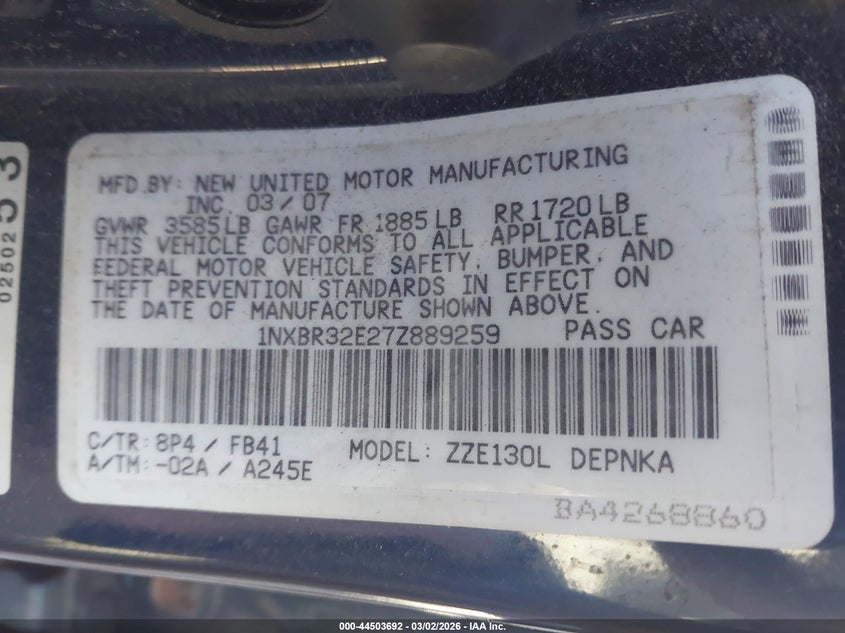 MFD.BY: NEW UNITED MOTOR MANUFACTURING
INC. 03/07
GVWR 3585LB GAWR FR 1885LB RR1720LB
THIS VEHICLE CONFORMS TO ALL APPLICABLE
FEDERAL MOTOR VEHICLE SAFETY, BUMPER, AND
THEFT PREVENTION STANDARDS IN EFFECT ON
THE DATE OF MANUFACTURE SHOWN ABOVE.
1NXBR32E27Z889259 PASS CAR
C/TR: 8P4 / FB41 MODEL: ZZE130L DEPNKA
A/TM: -02A / A245E
BA4268860
02502
53
000-44503692 - 03/02/2026 - IAA Inc.